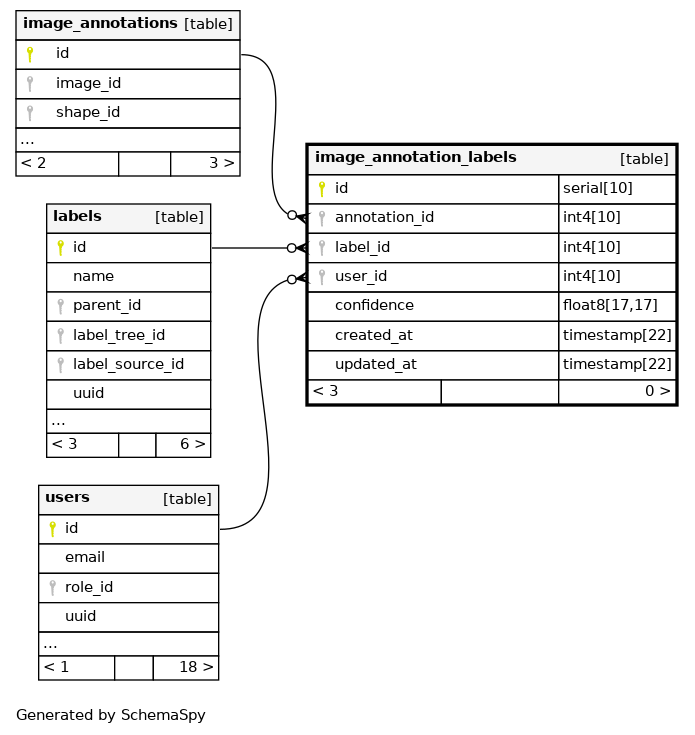 image_annotations [table]
id
image_id
shape_id
...
< 2 3 >
image_annotation_labels [table]
id serial[10]
annotation_id int4[10]
label_id int4[10]
user_id int4[10]
confidence float8[17,17]
created_at timestamp[22]
updated_at timestamp[22]
< 3 0 >
labels [table]
id
name
parent_id
label_tree_id
label_source_id
uuid
...
< 3 6 >
users [table]
id
email
role_id
uuid
...
< 1 18 >
Generated by SchemaSpy